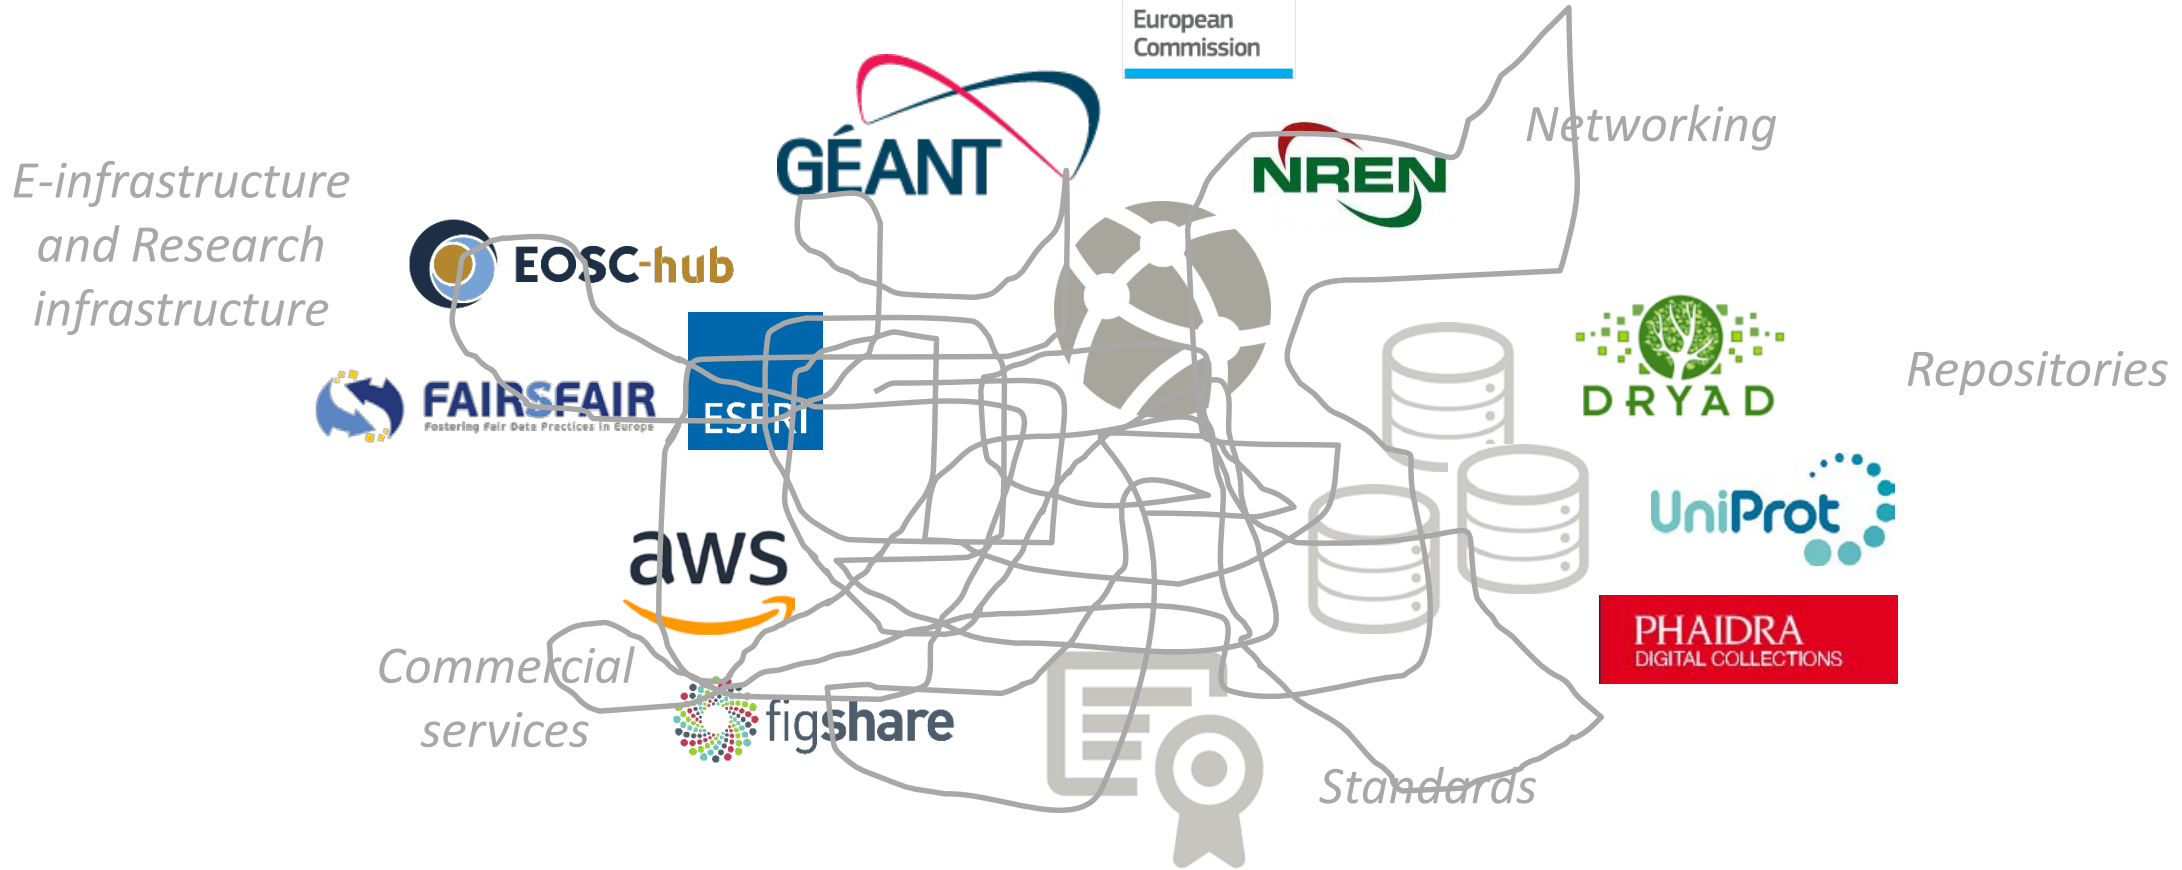 European
Commission
GÉANT
NREN
Networking
E-infrastructure
and Research
infrastructure
EOSC-hub
ESFRI
FAIRSFAIR
Fostering Fair Data Practices in Europe
DRYAD
Repositories
UniProt
aws
PHAIDRA
DIGITAL COLLECTIONS
Commercial
services
figshare
Standards